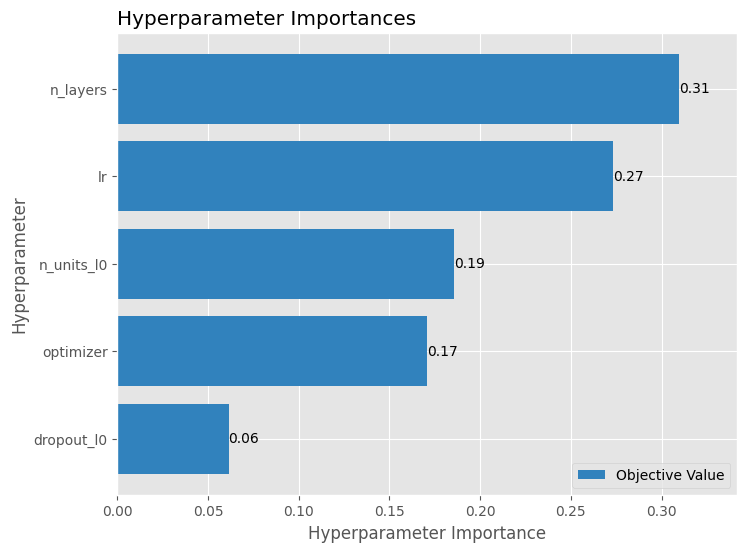 Hyperparameter Importances
Hyperparameter
n_layers
0.31
lr
0.27
n_units_l0
0.19
optimizer
0.17
dropout_l0
0.06
Objective Value
0.00 0.05 0.10 0.15 0.20 0.25 0.30
Hyperparameter Importance